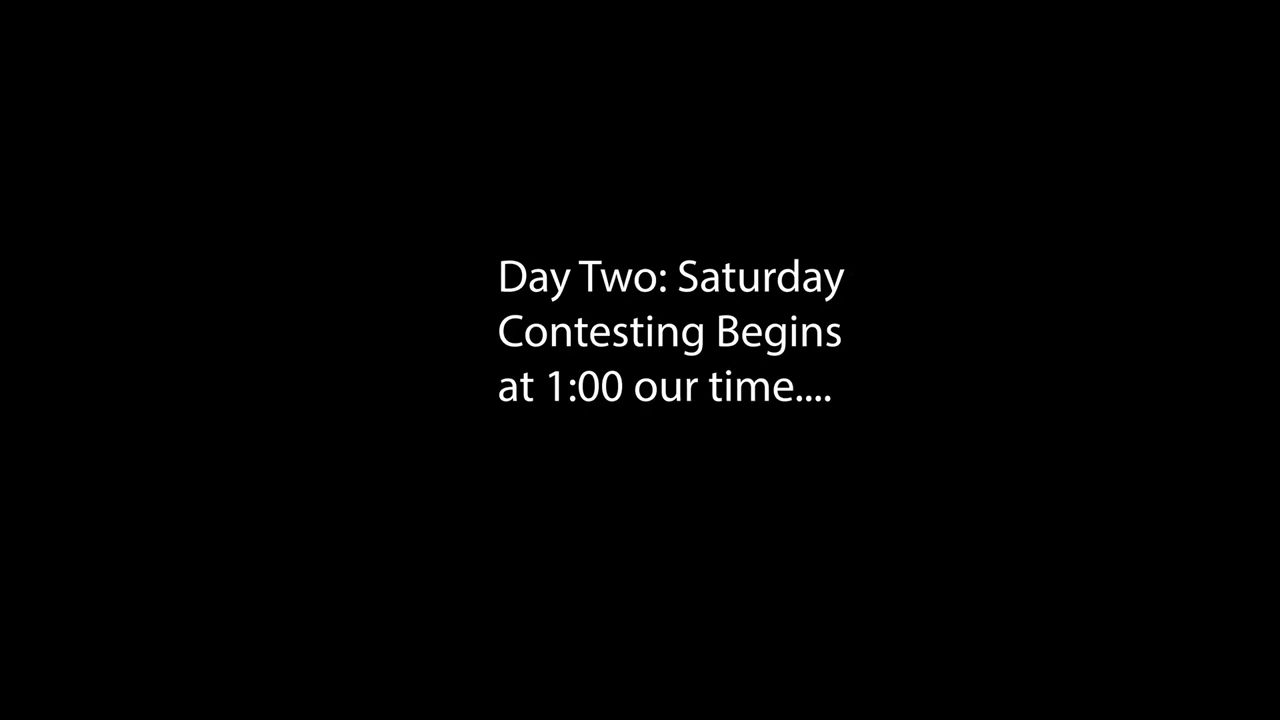 Day Two: Saturday
Contesting Begins
at 1:00 our time....